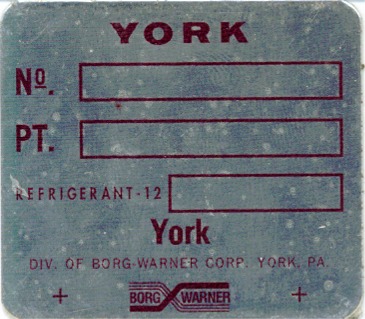 YORK
Nº.
PT.
REFRIGERANT-12
York
DIV. OF BORG-WARNER CORP. YORK, PA.
+ BORG WARNER +